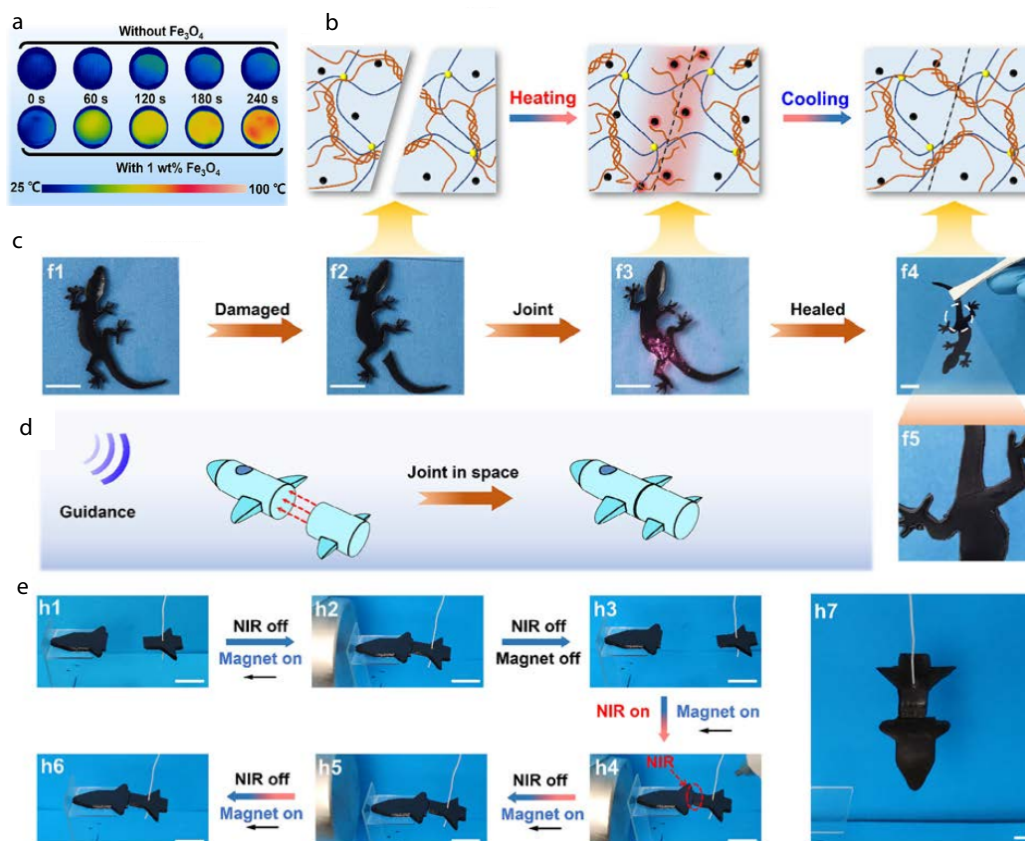 a
Without Fe₃O₄
0 s 60 s 120 s 180 s 240 s
With 1 wt% Fe₃O₄
25 ℃ 100 ℃
b
Heating
Cooling
c
f1
Damaged
f2
Joint
f3
Healed
f4
f5
d
Guidance
Joint in space
e
h1
NIR off
Magnet on
h2
NIR off
Magnet off
h3
NIR on
Magnet on
h4
NIR
NIR off
Magnet on
h5
NIR off
Magnet on
h6
h7